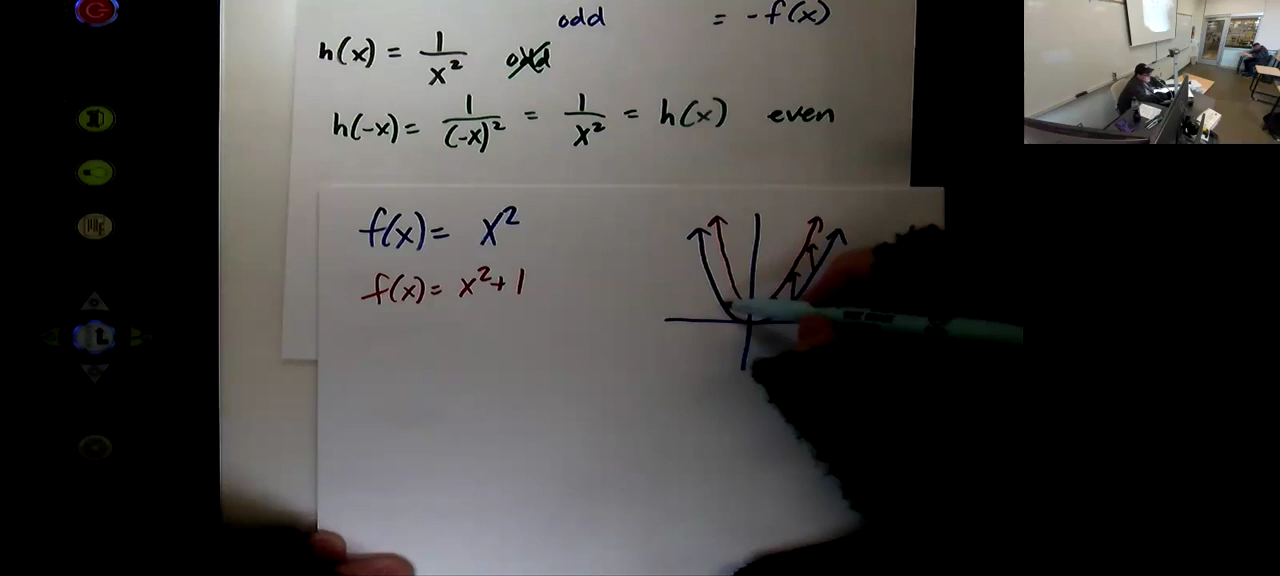 odd = -f(x)
h(x) = 1/x² odd
h(-x) = 1/(-x)² = 1/x² = h(x) even
f(x) = x²
f(x) = x² + 1